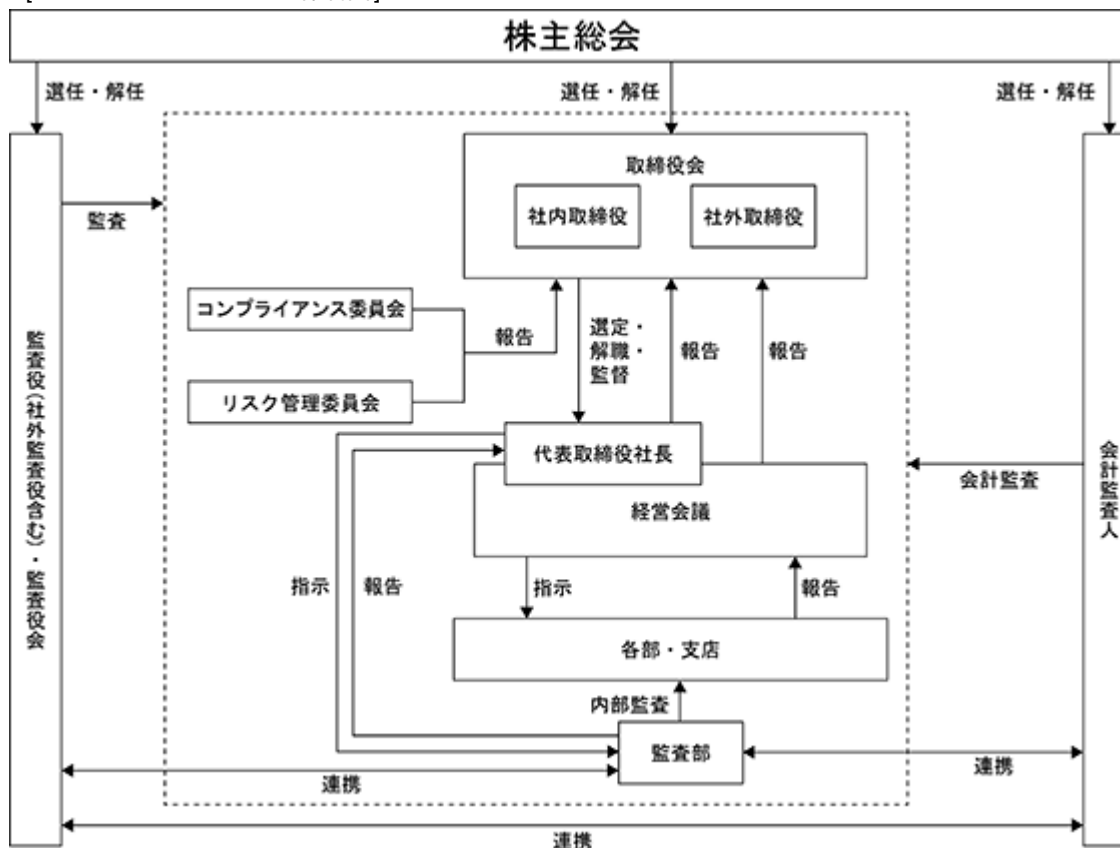 株主総会
選任・解任
選任・解任
選任・解任
取締役会
社内取締役
社外取締役
監査
コンプライアンス委員会
リスク管理委員会
報告
選定・
解職・
監督
報告
報告
代表取締役社長
経営会議
会計監査
監査役(社外監査役含む)・監査役会
会計監査人
指示
報告
指示
報告
各部・支店
内部監査
監査部
連携
連携
連携